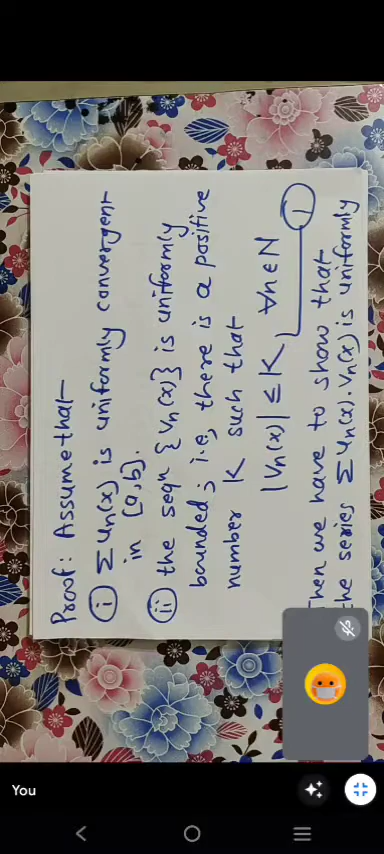 Proof: Assume that
(i) Σ un(x) is uniformly convergent
in [a,b].
(ii) the seqⁿ {vn(x)} is uniformly
bounded, i.e, there is a positive
number K such that
|vn(x)| ≤ K, ∀n∈N
(1)
Then we have to show that
the series Σ un(x).vn(x) is uniformly
You